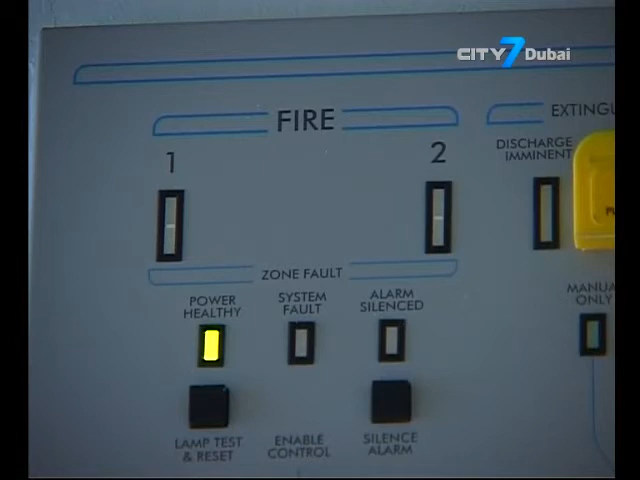 CITY7 Dubai
FIRE
EXTINGU
1
2
DISCHARGE
IMMINENT
ZONE FAULT
POWER
HEALTHY
SYSTEM
FAULT
ALARM
SILENCED
MANUA
ONLY
LAMP TEST
& RESET
ENABLE
CONTROL
SILENCE
ALARM